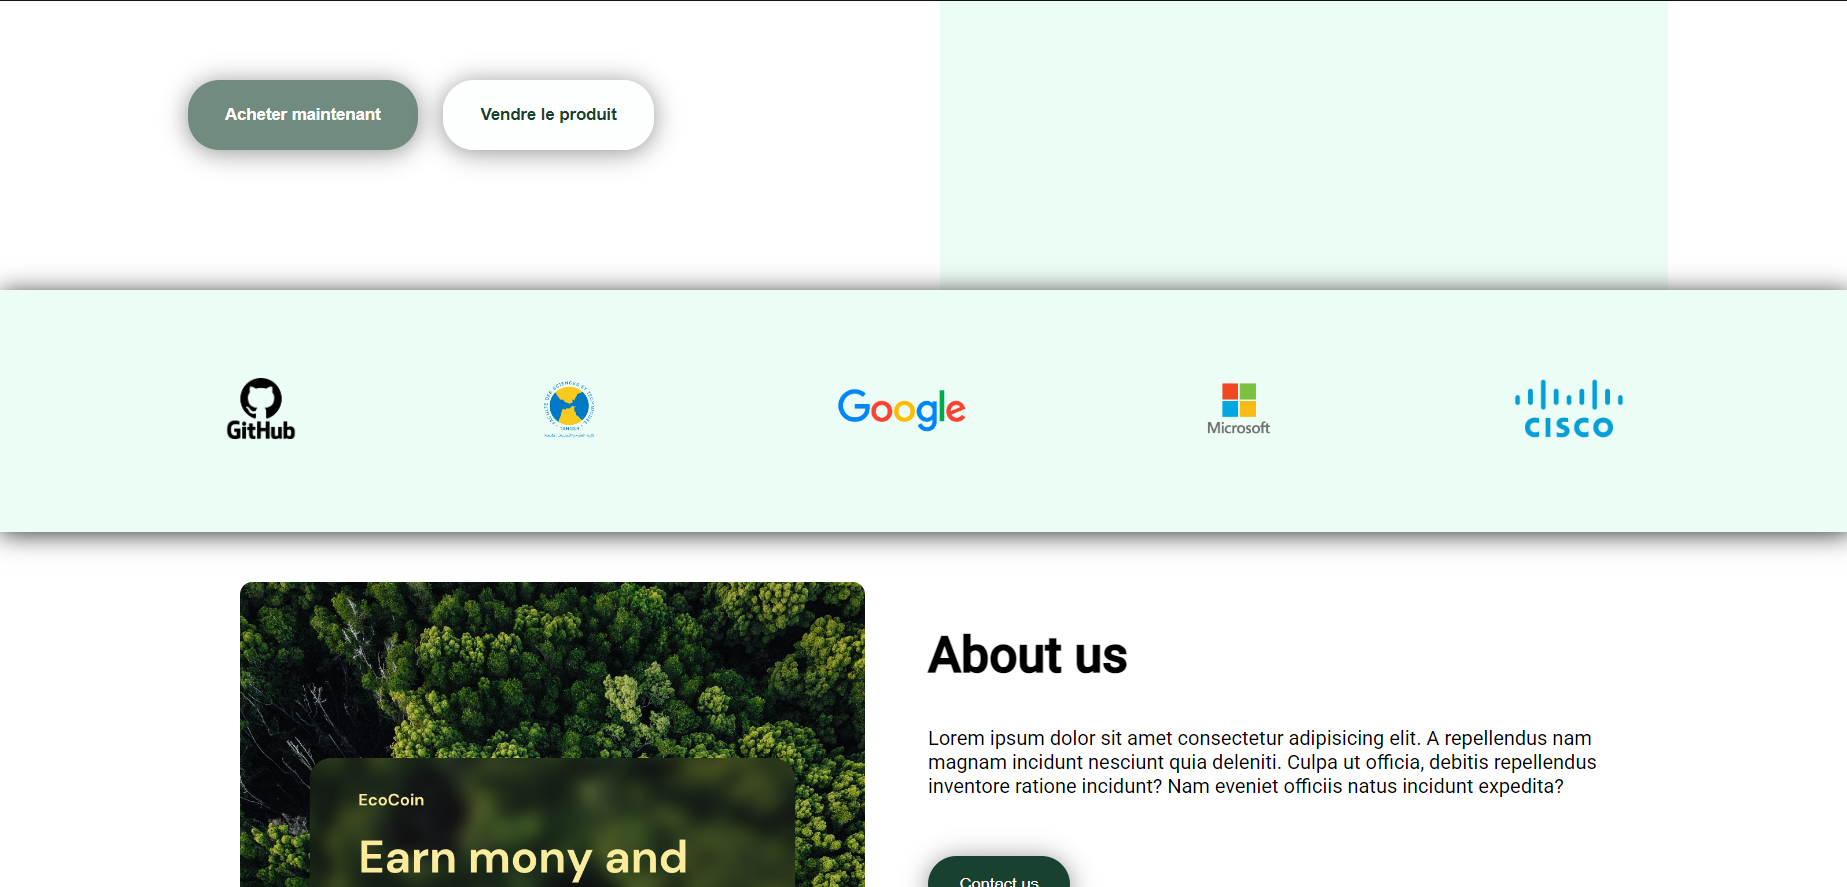 Acheter maintenant
Vendre le produit
GitHub
TANGER
Google
Microsoft
CISCO
EcoCoin
Earn mony and
About us
Lorem ipsum dolor sit amet consectetur adipisicing elit. A repellendus nam
magnam incidunt nesciunt quia deleniti. Culpa ut officia, debitis repellendus
inventore ratione incidunt? Nam eveniet officiis natus incidunt expedita?
Contact us